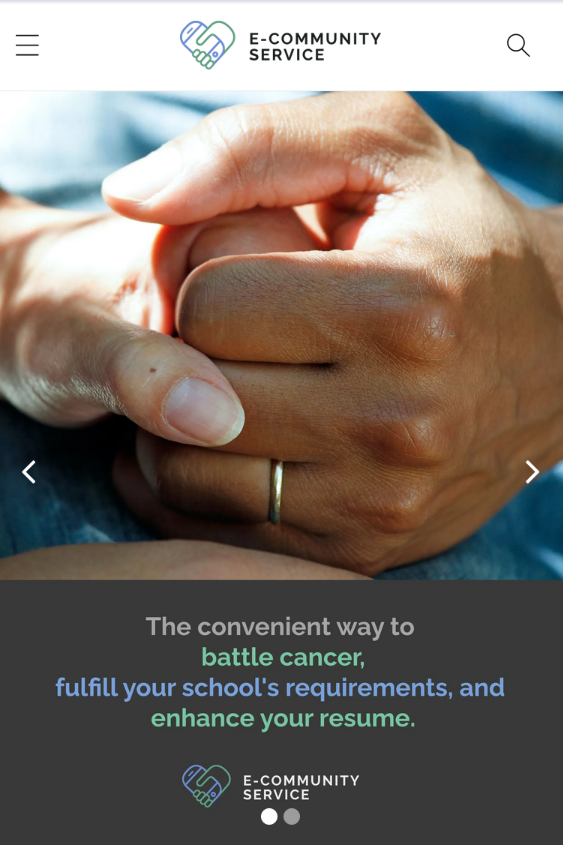 E-COMMUNITY
SERVICE
The convenient way to
battle cancer,
fulfill your school's requirements, and
enhance your resume.
E-COMMUNITY
SERVICE